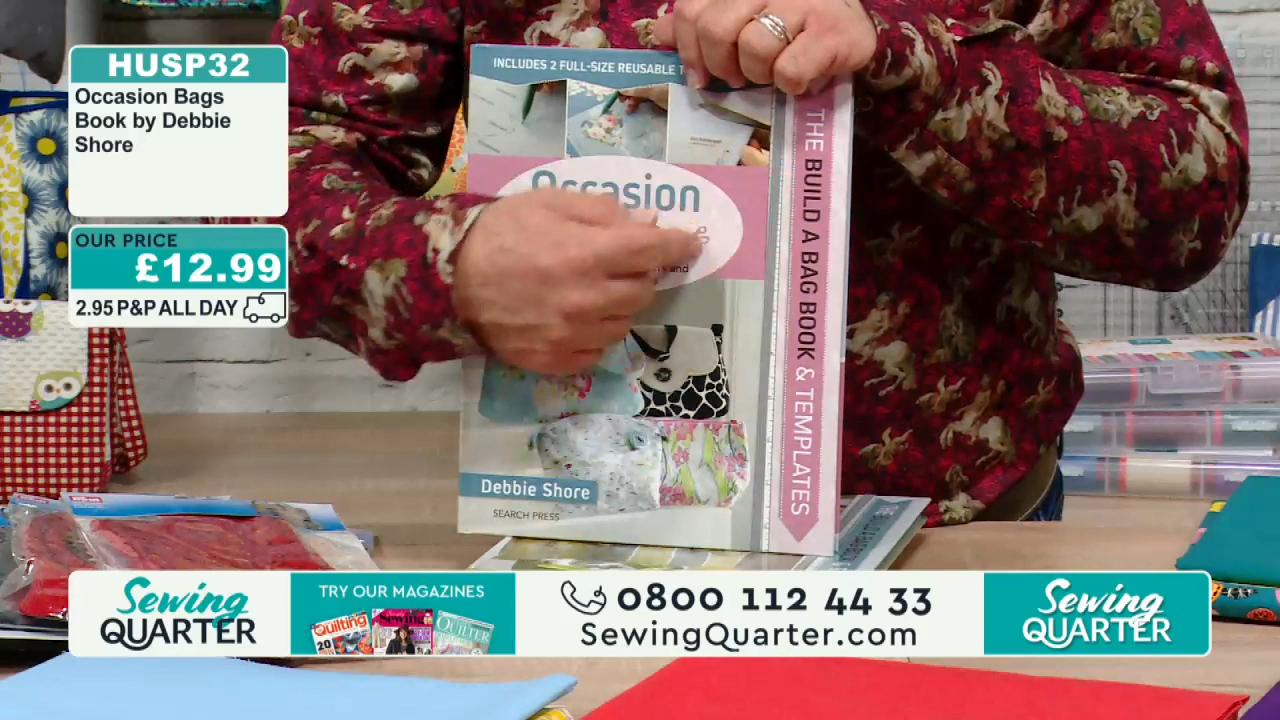 HUSP32
Occasion Bags
Book by Debbie
Shore
OUR PRICE
£12.99
2.95 P&P ALL DAY
INCLUDES 2 FULL-SIZE REUSABLE
Occasion
and
THE BUILD A BAG BOOK & TEMPLATES
Debbie Shore
SEARCH PRESS
Sewing
QUARTER
TRY OUR MAGAZINES
Quilting
20
Sewing
QUILTER
0800 112 44 33
SewingQuarter.com
Sewing
QUARTER